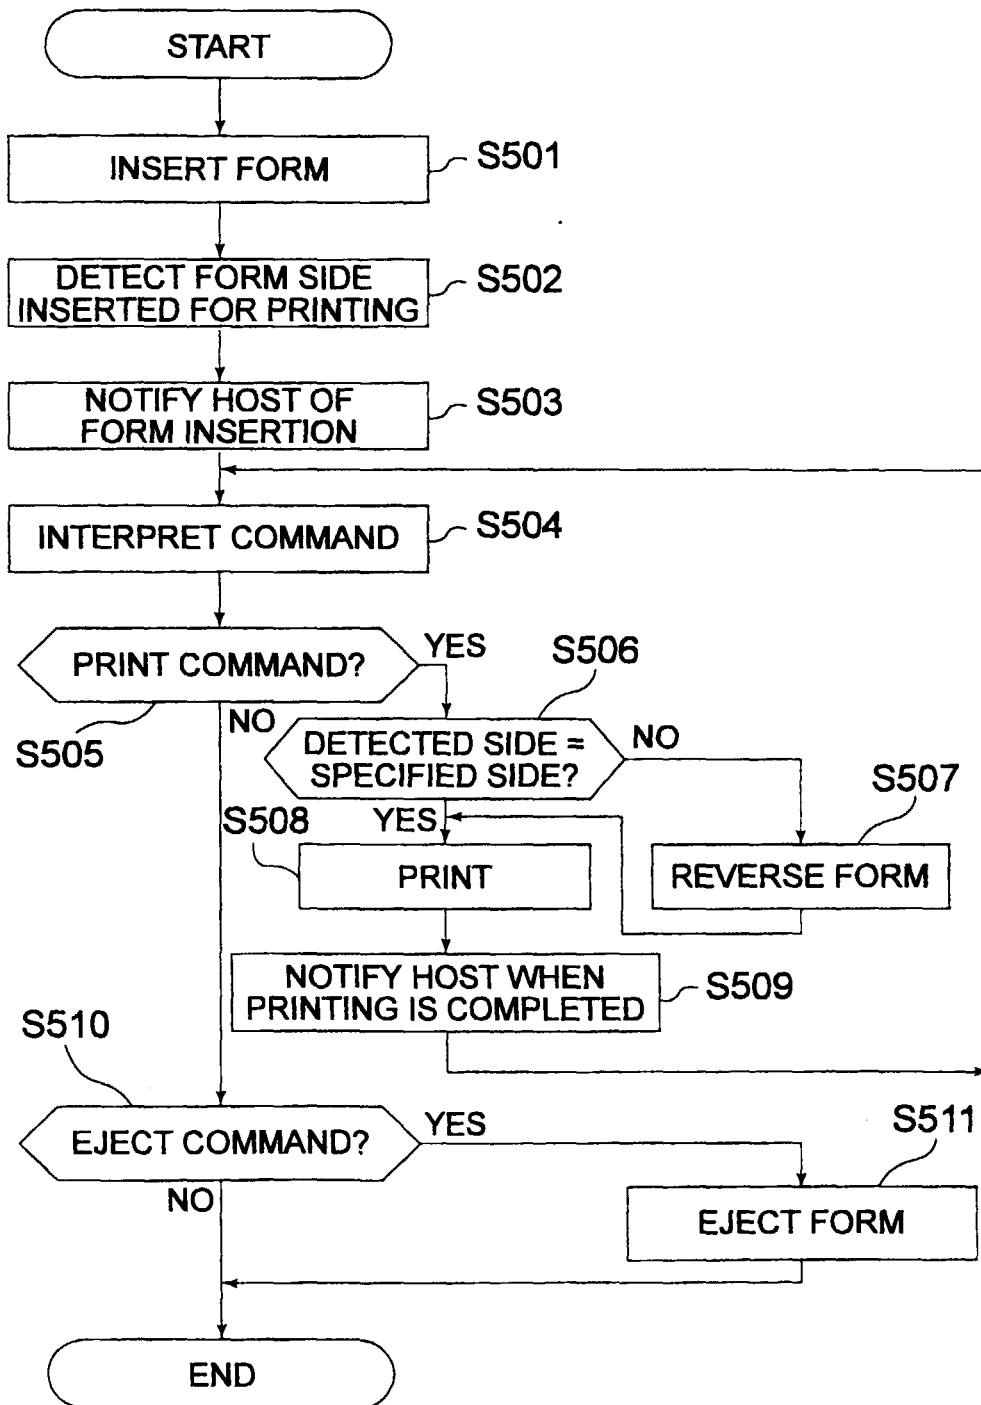 START
INSERT FORM
S501
DETECT FORM SIDE
INSERTED FOR PRINTING
S502
NOTIFY HOST OF
FORM INSERTION
S503
INTERPRET COMMAND
S504
PRINT COMMAND?
YES
S505
NO
S506
DETECTED SIDE =
SPECIFIED SIDE?
NO
S507
YES
S508
PRINT
REVERSE FORM
NOTIFY HOST WHEN
PRINTING IS COMPLETED
S509
S510
EJECT COMMAND?
YES
S511
NO
EJECT FORM
END